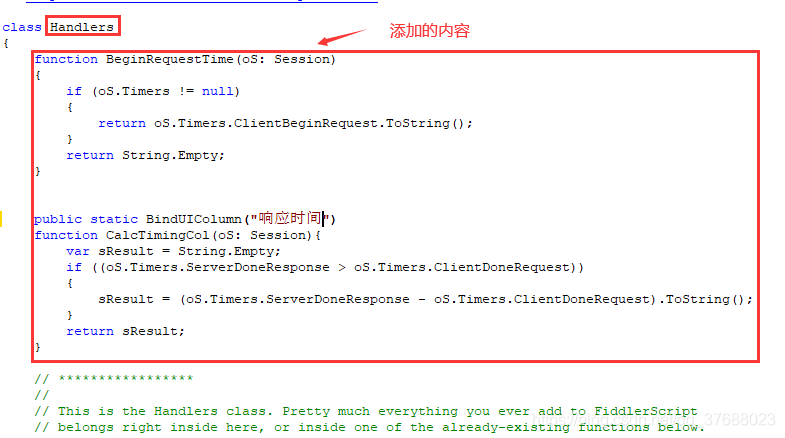 class Handlers
添加的内容
{
function BeginRequestTime(oS: Session)
{
if (oS.Timers != null)
{
return oS.Timers.ClientBeginRequest.ToString();
}
return String.Empty;
}
public static BindUIColumn("响应时间")
function CalcTimingCol(oS: Session){
var sResult = String.Empty;
if ((oS.Timers.ServerDoneResponse > oS.Timers.ClientDoneRequest))
{
sResult = (oS.Timers.ServerDoneResponse - oS.Timers.ClientDoneRequest).ToString();
}
return sResult;
}
// *****************
//
// This is the Handlers class. Pretty much everything you ever add to FiddlerScript
// belongs right inside here, or inside one of the already-existing functions below.
37688023